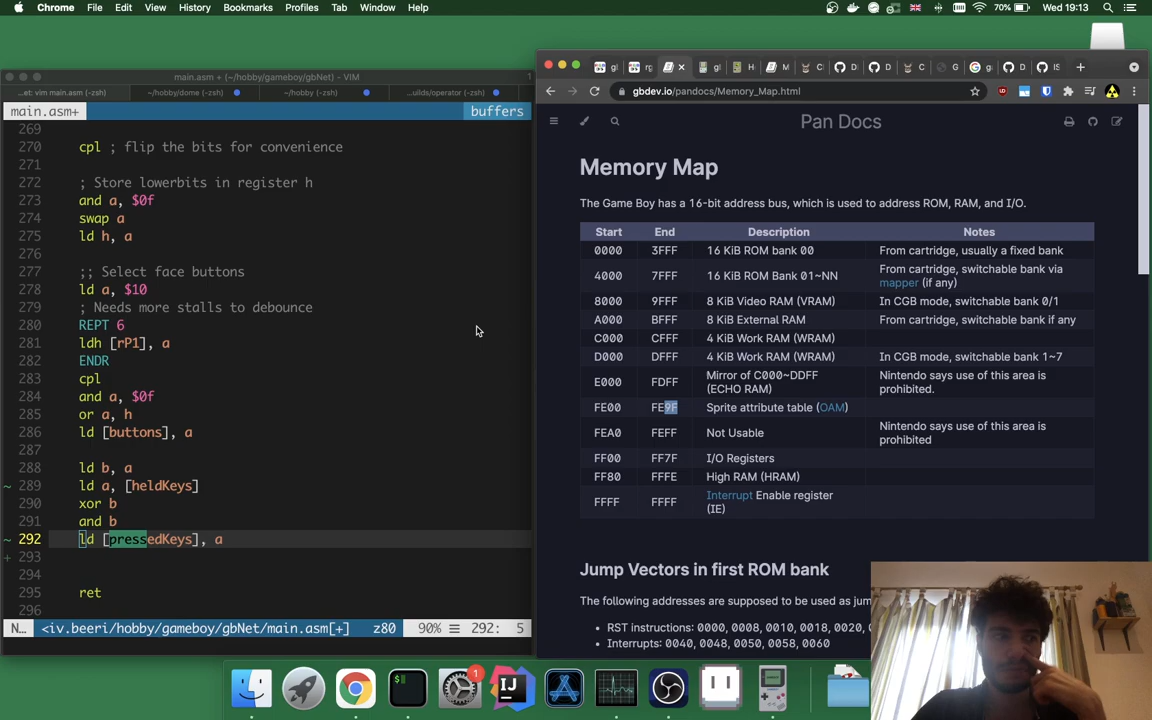 Chrome File Edit View History Bookmarks Profiles Tab Window Help
70% Wed 19:13
main.asm + (~/hobby/gameboy/gbNet) - VIM
...et: vim main.asm (-zsh) ~/hobby/dome (-zsh) ~/hobby (-zsh) ...uilds/operator (-zsh)
main.asm+ buffers
269
270 cpl ; flip the bits for convenience
271
272 ; Store lowerbits in register h
273 and a, $0f
274 swap a
275 ld h, a
276
277 ;; Select face buttons
278 ld a, $10
279 ; Needs more stalls to debounce
280 REPT 6
281 ldh [rP1], a
282 ENDR
283 cpl
284 and a, $0f
285 or a, h
286 ld [buttons], a
287
288 ld b, a
~ 289 ld a, [heldKeys]
290 xor b
291 and b
~ 292 ld [pressedKeys], a
+ 293
294
295 ret
296
N... <iv.beeri/hobby/gameboy/gbNet/main.asm[+] z80 90% 292: 5
gbdev.io/pandocs/Memory_Map.html
Pan Docs
Memory Map
The Game Boy has a 16-bit address bus, which is used to address ROM, RAM, and I/O.
Start End Description Notes
0000 3FFF 16 KiB ROM bank 00 From cartridge, usually a fixed bank
4000 7FFF 16 KiB ROM Bank 01~NN From cartridge, switchable bank via
mapper (if any)
8000 9FFF 8 KiB Video RAM (VRAM) In CGB mode, switchable bank 0/1
A000 BFFF 8 KiB External RAM From cartridge, switchable bank if any
C000 CFFF 4 KiB Work RAM (WRAM)
D000 DFFF 4 KiB Work RAM (WRAM) In CGB mode, switchable bank 1~7
E000 FDFF Mirror of C000~DDFF Nintendo says use of this area is
(ECHO RAM) prohibited.
FE00 FE9F Sprite attribute table (OAM)
FEA0 FEFF Not Usable Nintendo says use of this area is
prohibited
FF00 FF7F I/O Registers
FF80 FFFE High RAM (HRAM)
FFFF FFFF Interrupt Enable register
(IE)
Jump Vectors in first ROM bank
The following addresses are supposed to be used as jum
RST instructions: 0000, 0008, 0010, 0018, 0020,
Interrupts: 0040, 0048, 0050, 0058, 0060